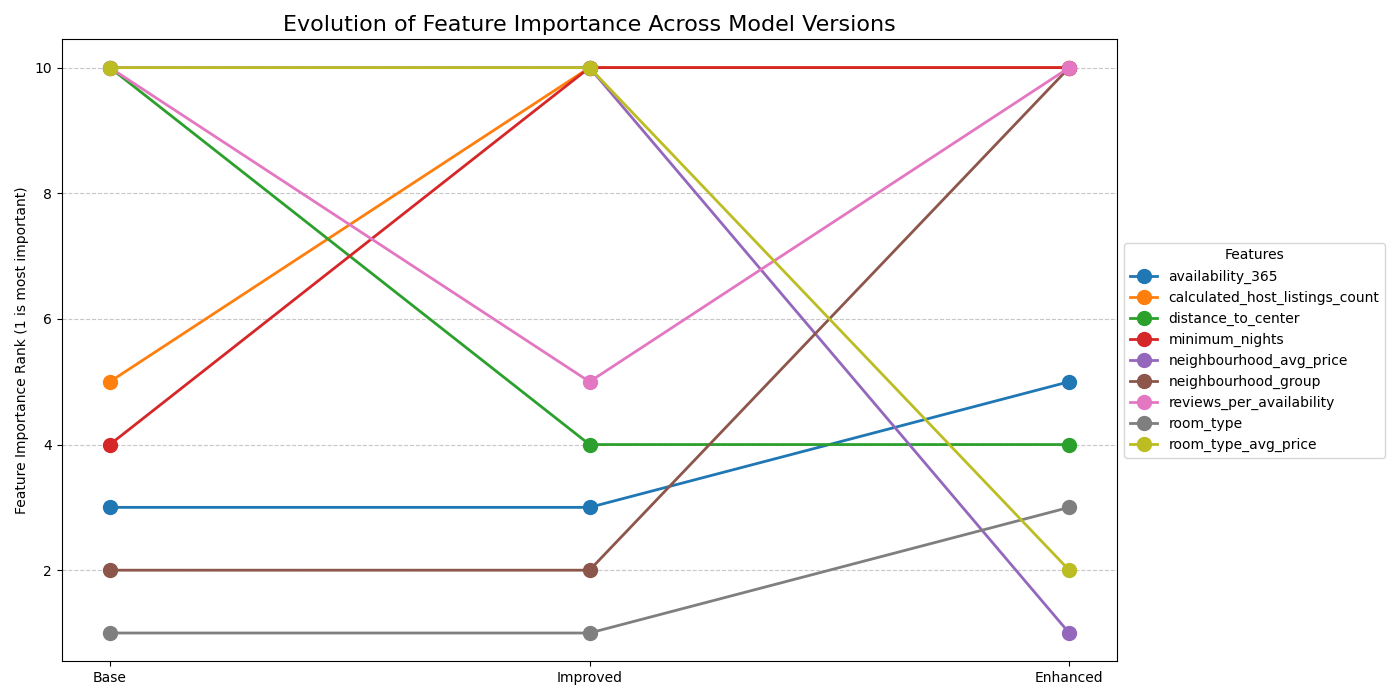 Evolution of Feature Importance Across Model Versions
Feature Importance Rank (1 is most important)
10
8
6
4
2
Base
Improved
Enhanced
Features
availability_365
calculated_host_listings_count
distance_to_center
minimum_nights
neighbourhood_avg_price
neighbourhood_group
reviews_per_availability
room_type
room_type_avg_price